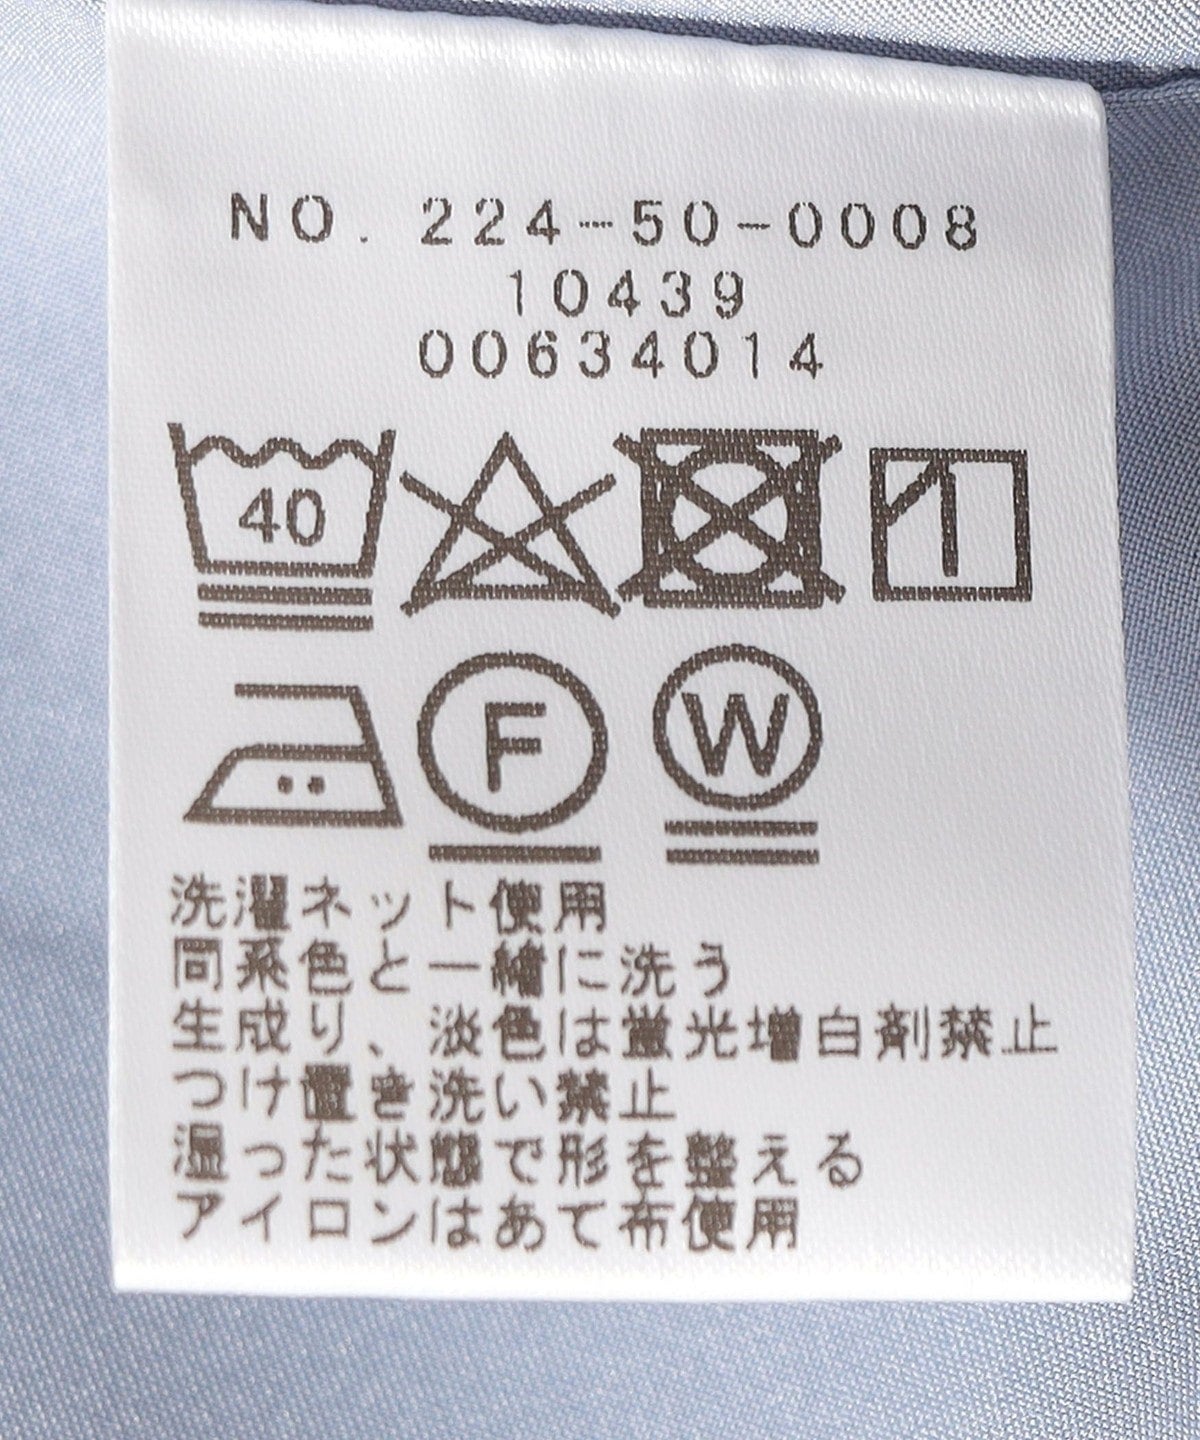 NO. 224-50-0008
10439
00634014
40
F W
洗濯ネット使用
同系色と一緒に洗う
生成り、淡色は蛍光増白剤禁止
つけ置き洗い禁止
湿った状態で形を整える
アイロンはあて布使用